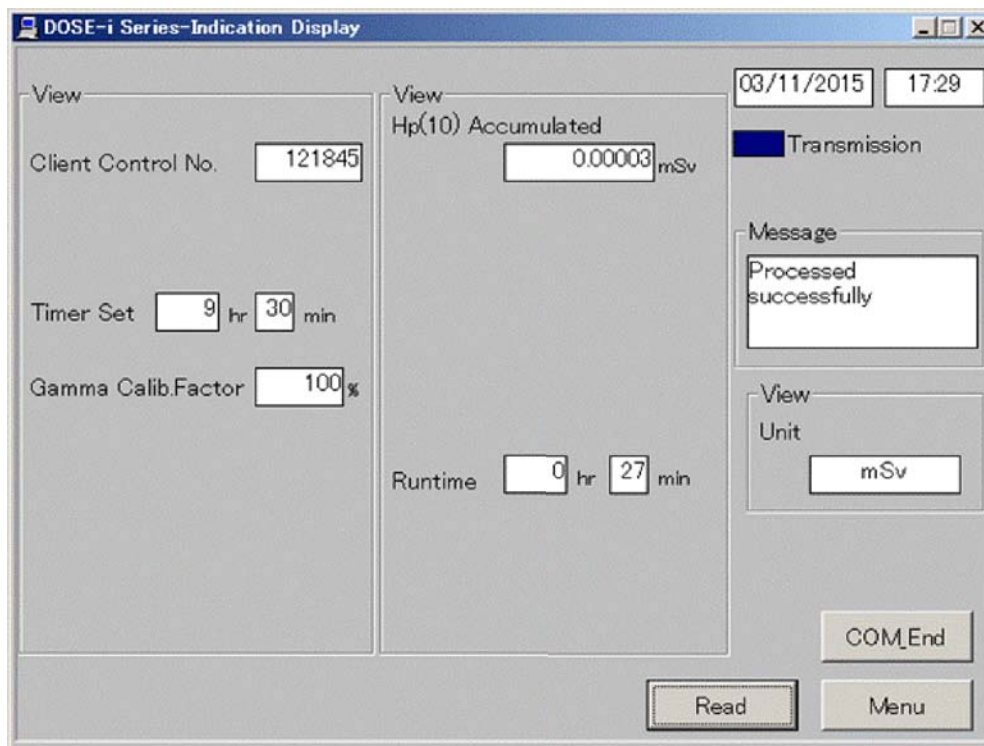 DOSE-i Series-Indication Display
View
Client Control No. 121845
Timer Set 9 hr 30 min
Gamma Calib.Factor 100 %
View
Hp(10) Accumulated
0.00003 mSv
Runtime 0 hr 27 min
03/11/2015 17:29
Transmission
Message
Processed
successfully
View
Unit
mSv
COM_End
Read Menu